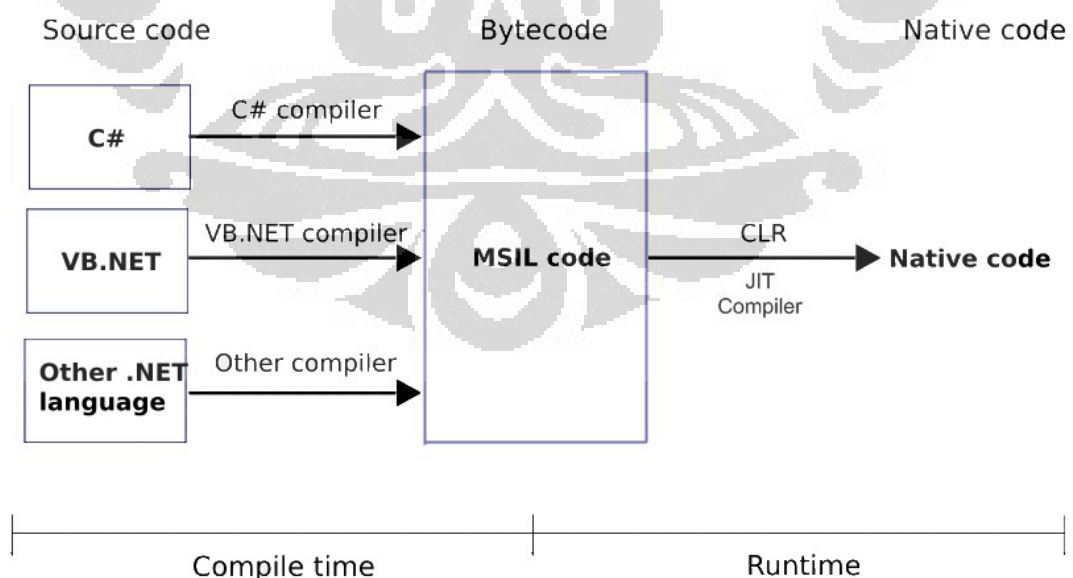 Source code
Bytecode
Native code
C# compiler
C#
VB.NET compiler
VB.NET
MSIL code
CLR
JIT
Compiler
Native code
Other compiler
Other .NET
language
Compile time
Runtime